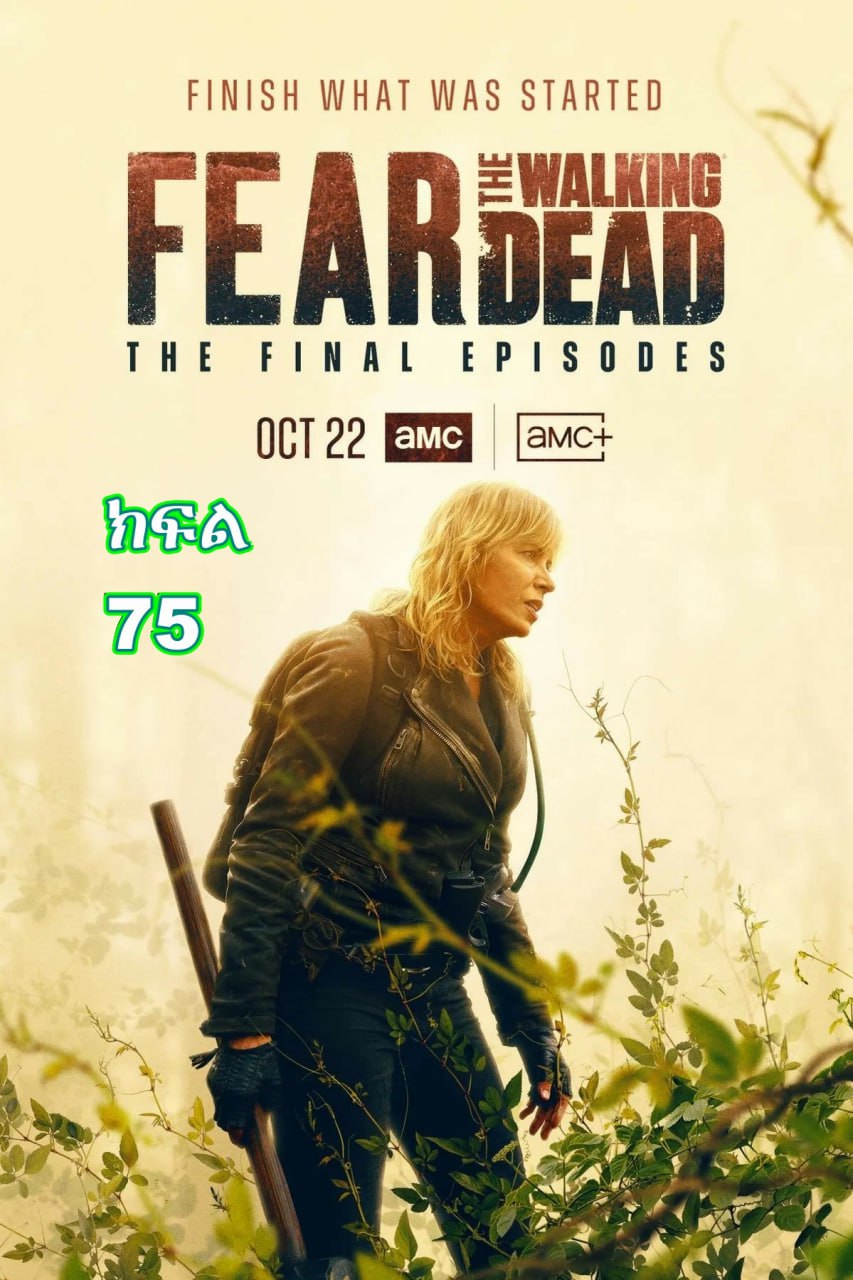 FINISH WHAT WAS STARTED
FEAR THE WALKING DEAD
THE FINAL EPISODES
OCT 22 aMC aMC+
ክፍል
75